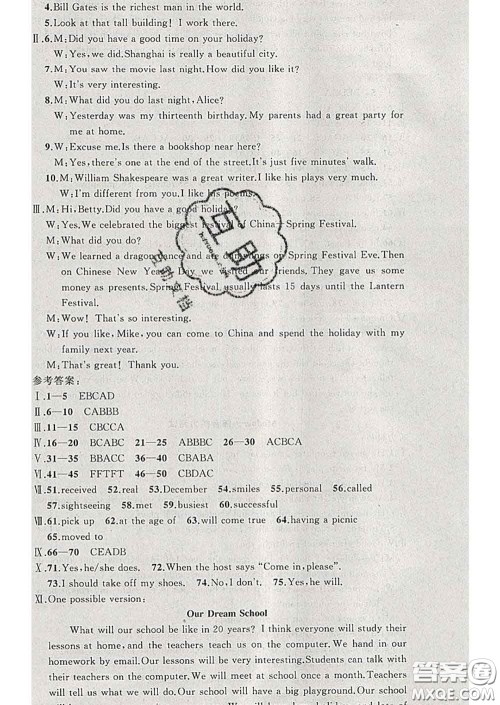 4.Bill Gates is the richest man in the world.
5.Look at that tall building! I work there.
Ⅱ.6.M:Did you have a good time on your holiday?
W:Yes,we did.Shanghai is really a beautiful city.
7.M:You saw the movie last night.How did you like it?
W:It's very interesting.
8.M:What did you do last night,Alice?
W:Yesterday was my thirteenth birthday.My parents had a great party for
me at home.
9.W:Excuse me.Is there a bookshop near here?
M:Yes,there's one at the end of the street.It's just five minutes' walk.
10.M:William Shakespeare was a great writer.I like his plays very much.
W:I'm different from you.I like his poems.
Ⅲ.M:Hi,Betty.Did you have a good holiday?
W:Yes.We celebrated the biggest festival of China—Spring Festival.
M:What did you do?
W:We learned a dragon dance and ate dumplings on Spring Festival Eve.Then
on Chinese New Year's Day we visited our friends.They gave us some
money as presents.Spring Festival usually lasts 15 days until the Lantern
Festival.
M:Wow! That's so interesting.
W:If you like,Mike,you can come to China and spend the holiday with my
family next year.
M:That's great! Thank you.
参考答案:
Ⅰ.1—5 EBCAD
Ⅱ.6—10 CABBB
Ⅲ.11—15 CBCCA
Ⅳ.16—20 BCABC 21—25 ABBBC 26—30 ACBCA
Ⅴ.31—35 BBACC 36—40 CBABA
Ⅵ.41—45 FFTFT 46—50 CBDAC
Ⅶ.51.received 52.real 53.December 54.smiles 55.personal 56.called
57.sightseeing 58.met 59.busiest 60.successful
Ⅷ.61.pick up 62.at the age of 63.will come true 64.having a picnic
65.moved to
Ⅸ.66—70 CEADB
Ⅹ.71.Yes,he/she does. 72.When the host says "Come in,please".
73.I should take off my shoes. 74.No,I don't. 75.Yes,he will.
Ⅺ.One possible version:
Our Dream School
What will our school be like in 20 years? I think everyone will study their
lessons at home,and the teachers teach us on the computer.We hand in our
homework by email.Our lessons will be very interesting.Students can talk with
their teachers on the computer.We will meet our teachers once a month.Teachers
will tell us what we will do.Our school will have a big playground.Our
互助
互助文档
答案圈
MXQE.COM